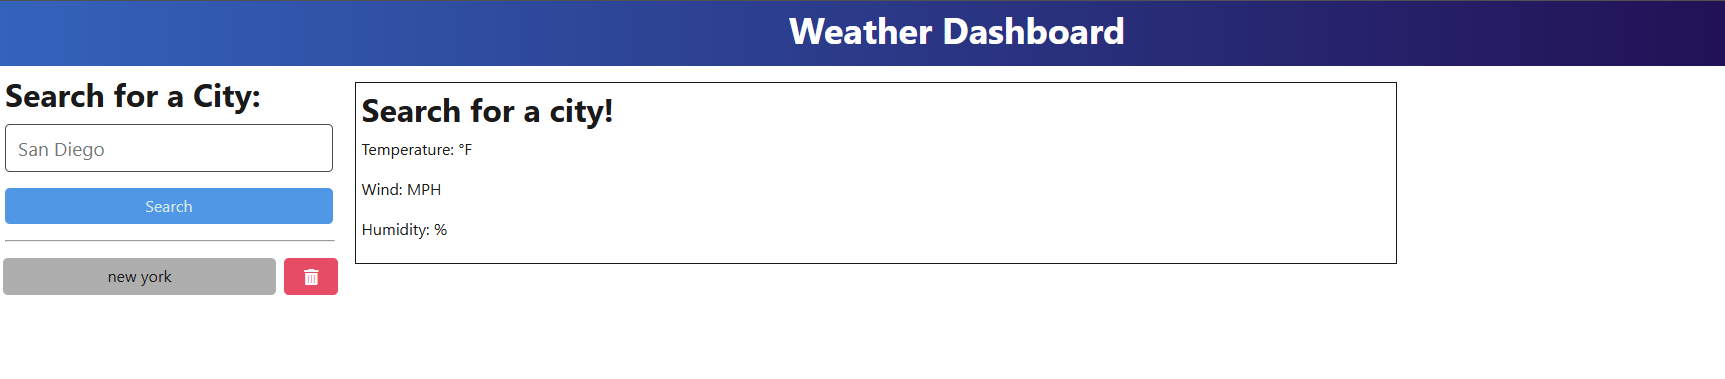 Weather Dashboard
Search for a City:
San Diego
Search
new york
Search for a city!
Temperature: °F
Wind: MPH
Humidity: %